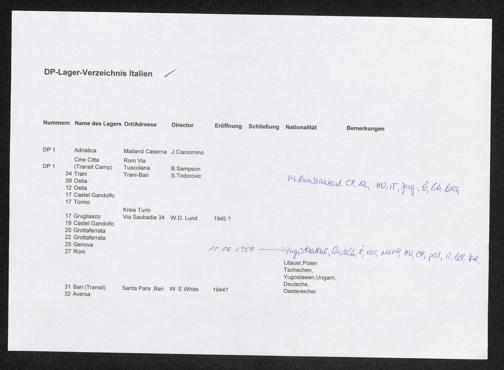 DP-Lager-Verzeichnis Italien
Nummern Name des Lagers Ort/Adresse Director Eröffnung Schließung Nationalität Bemerkungen
DP 1 Adriatica Mailand Caserna J.Ciancimino
Cine Citta Rom Via
DP 1 (Transit Camp) Tuscolana B.Sampson
04 Trani Trani-Bari S.Todorovic
09 Ostia
12 Ostia
17 Castel Gandolfo
17 Torino
Kreis Turin
17 Grugliasco Via Saubadia 34 W.D. Lund 1945 ?
19 Castel Gandolfo
20 Grottaferrata
22 Grottaferrata
25 Genova
27 Rom
Litauer,Polen
Tschechen,
Yugoslawen,Ungarn,
31 Bari (Transit) Santa Para ,Bari W. E.White 1944? Deutsche,
32 Aversa Oestereicher